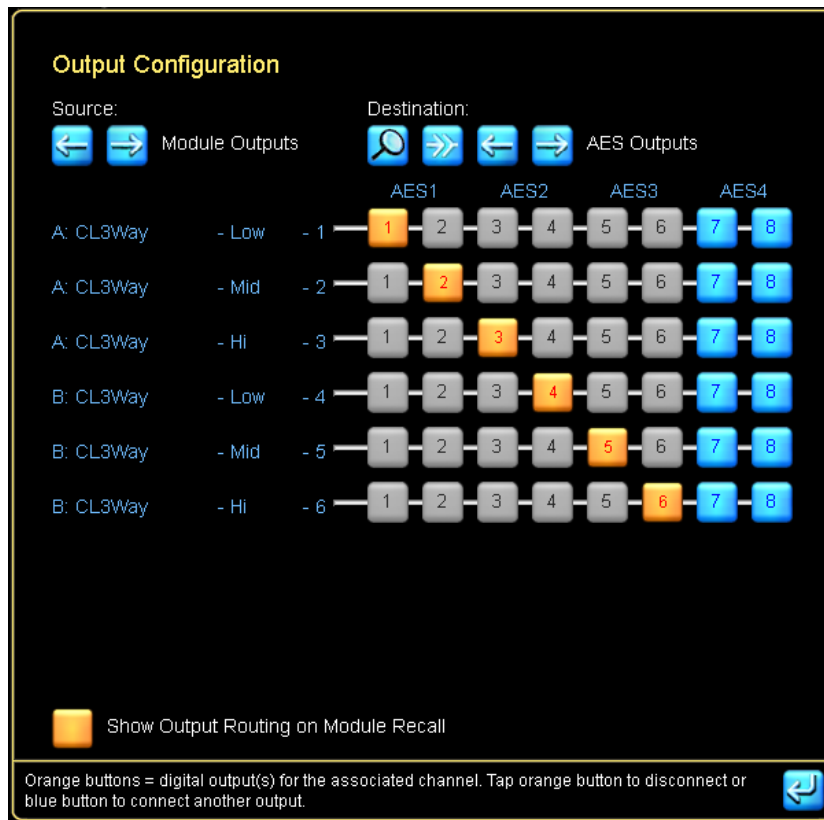 Output Configuration
Source: Destination:
Module Outputs AES Outputs
AES1 AES2 AES3 AES4
A: CL3Way - Low - 1 1 2 3 4 5 6 7 8
A: CL3Way - Mid - 2 1 2 3 4 5 6 7 8
A: CL3Way - Hi - 3 1 2 3 4 5 6 7 8
B: CL3Way - Low - 4 1 2 3 4 5 6 7 8
B: CL3Way - Mid - 5 1 2 3 4 5 6 7 8
B: CL3Way - Hi - 6 1 2 3 4 5 6 7 8
Show Output Routing on Module Recall
Orange buttons = digital output(s) for the associated channel. Tap orange button to disconnect or
blue button to connect another output.